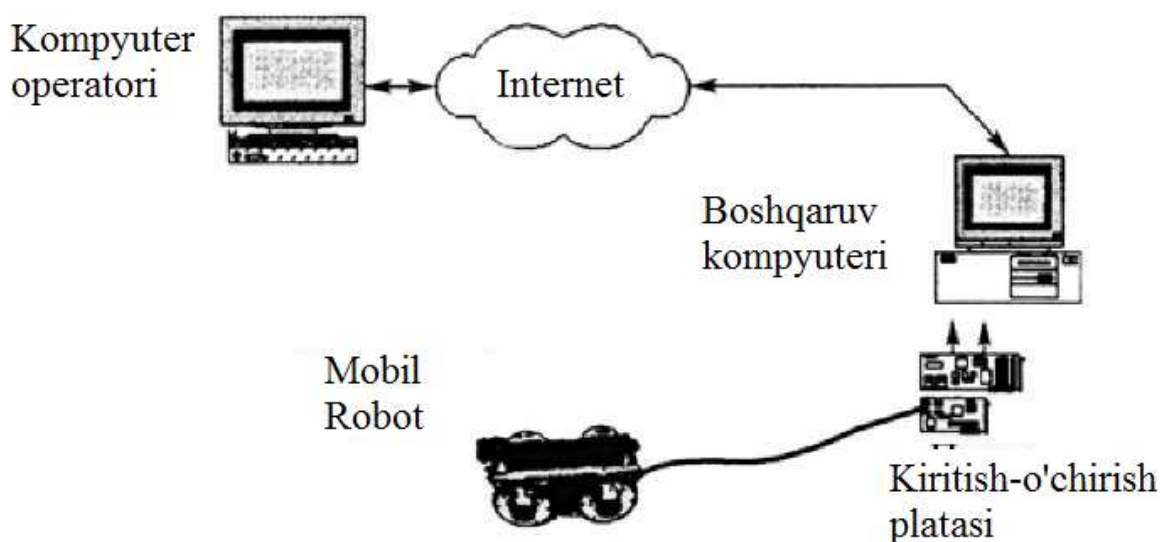 Kompyuter
operatori
Internet
Boshqaruv
kompyuteri
Mobil
Robot
Kiritish-o'chirish
platasi